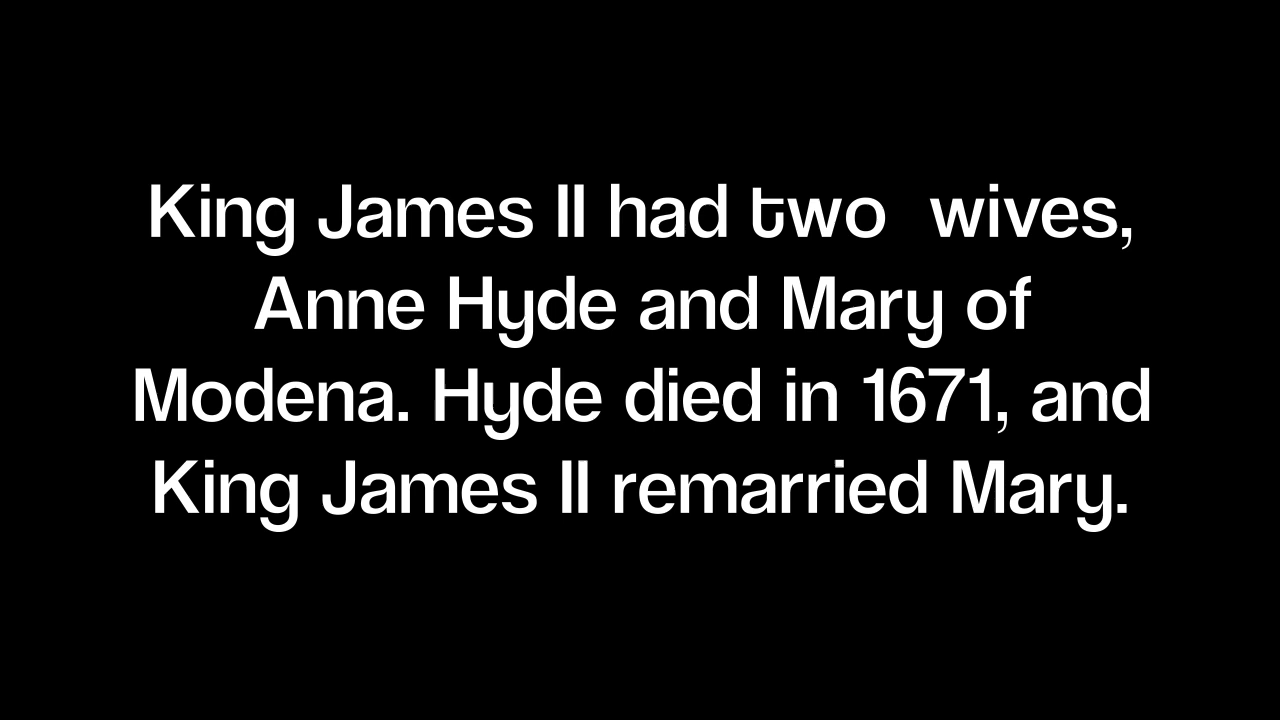 King James II had two  wives,
Anne Hyde and Mary of
Modena. Hyde died in 1671, and
King James II remarried Mary.